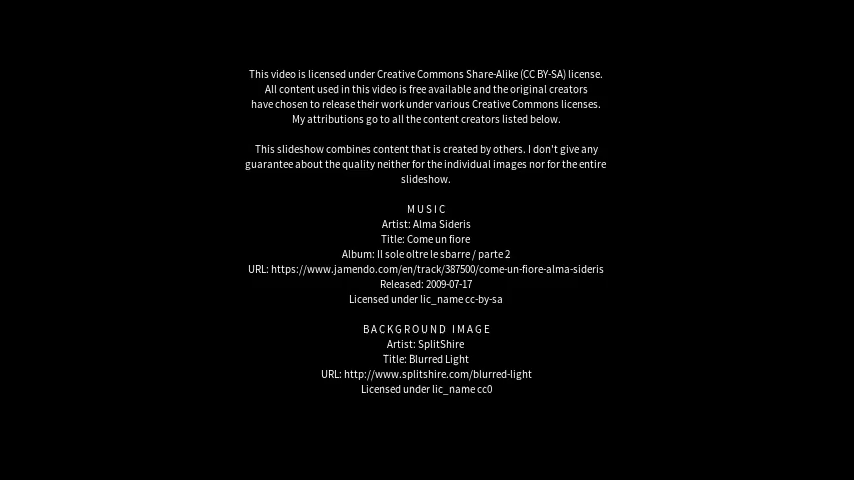 This video is licensed under Creative Commons Share-Alike (CC BY-SA) license.
All content used in this video is free available and the original creators
have chosen to release their work under various Creative Commons licenses.
My attributions go to all the content creators listed below.
This slideshow combines content that is created by others. I don't give any
guarantee about the quality neither for the individual images nor for the entire
slideshow.
MUSIC
Artist: Alma Sideris
Title: Come un fiore
Album: Il sole oltre le sbarre / parte 2
URL: https://www.jamendo.com/en/track/387500/come-un-fiore-alma-sideris
Released: 2009-07-17
Licensed under lic_name cc-by-sa
BACKGROUND IMAGE
Artist: SplitShire
Title: Blurred Light
URL: http://www.splitshire.com/blurred-light
Licensed under lic_name cc0